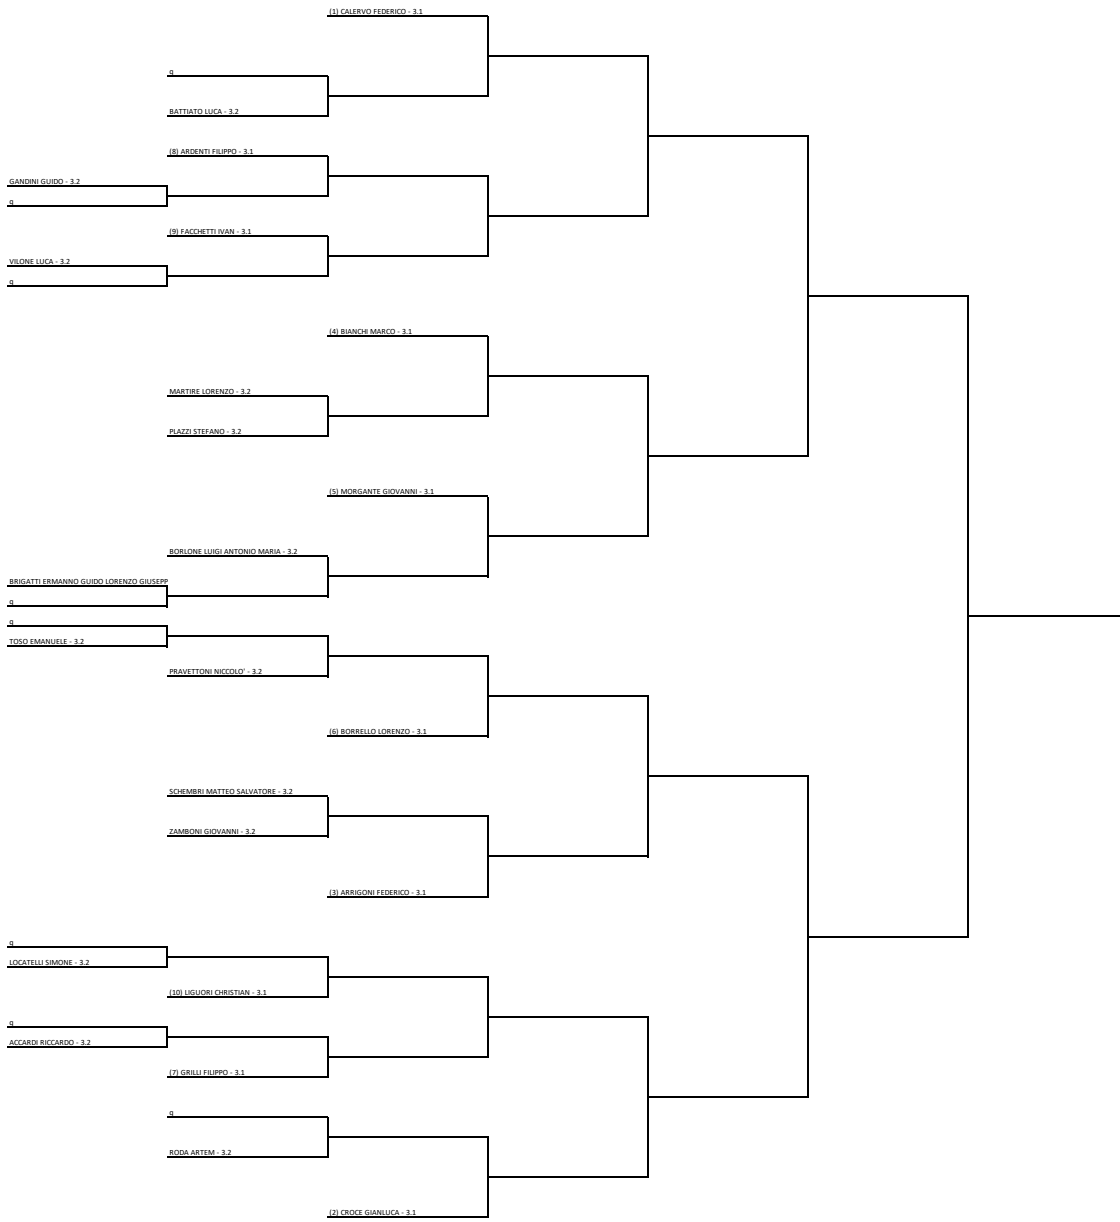 (1) CALERVO FEDERICO - 3.1
q
BATTIATO LUCA - 3.2
(8) ARDENTI FILIPPO - 3.1
GANDINI GUIDO - 3.2
q
(9) FACCHETTI IVAN - 3.1
VILONE LUCA - 3.2
q
(4) BIANCHI MARCO - 3.1
MARTIRE LORENZO - 3.2
PLAZZI STEFANO - 3.2
(5) MORGANTE GIOVANNI - 3.1
BORLONE LUIGI ANTONIO MARIA - 3.2
BRIGATTI ERMANNO GUIDO LORENZO GIUSEPP
q
q
TOSO EMANUELE - 3.2
PRAVETTONI NICCOLO' - 3.2
(6) BORRELLO LORENZO - 3.1
SCHEMBRI MATTEO SALVATORE - 3.2
ZAMBONI GIOVANNI - 3.2
(3) ARRIGONI FEDERICO - 3.1
q
LOCATELLI SIMONE - 3.2
(10) LIGUORI CHRISTIAN - 3.1
q
ACCARDI RICCARDO - 3.2
(7) GRILLI FILIPPO - 3.1
q
RODA ARTEM - 3.2
(2) CROCE GIANLUCA - 3.1